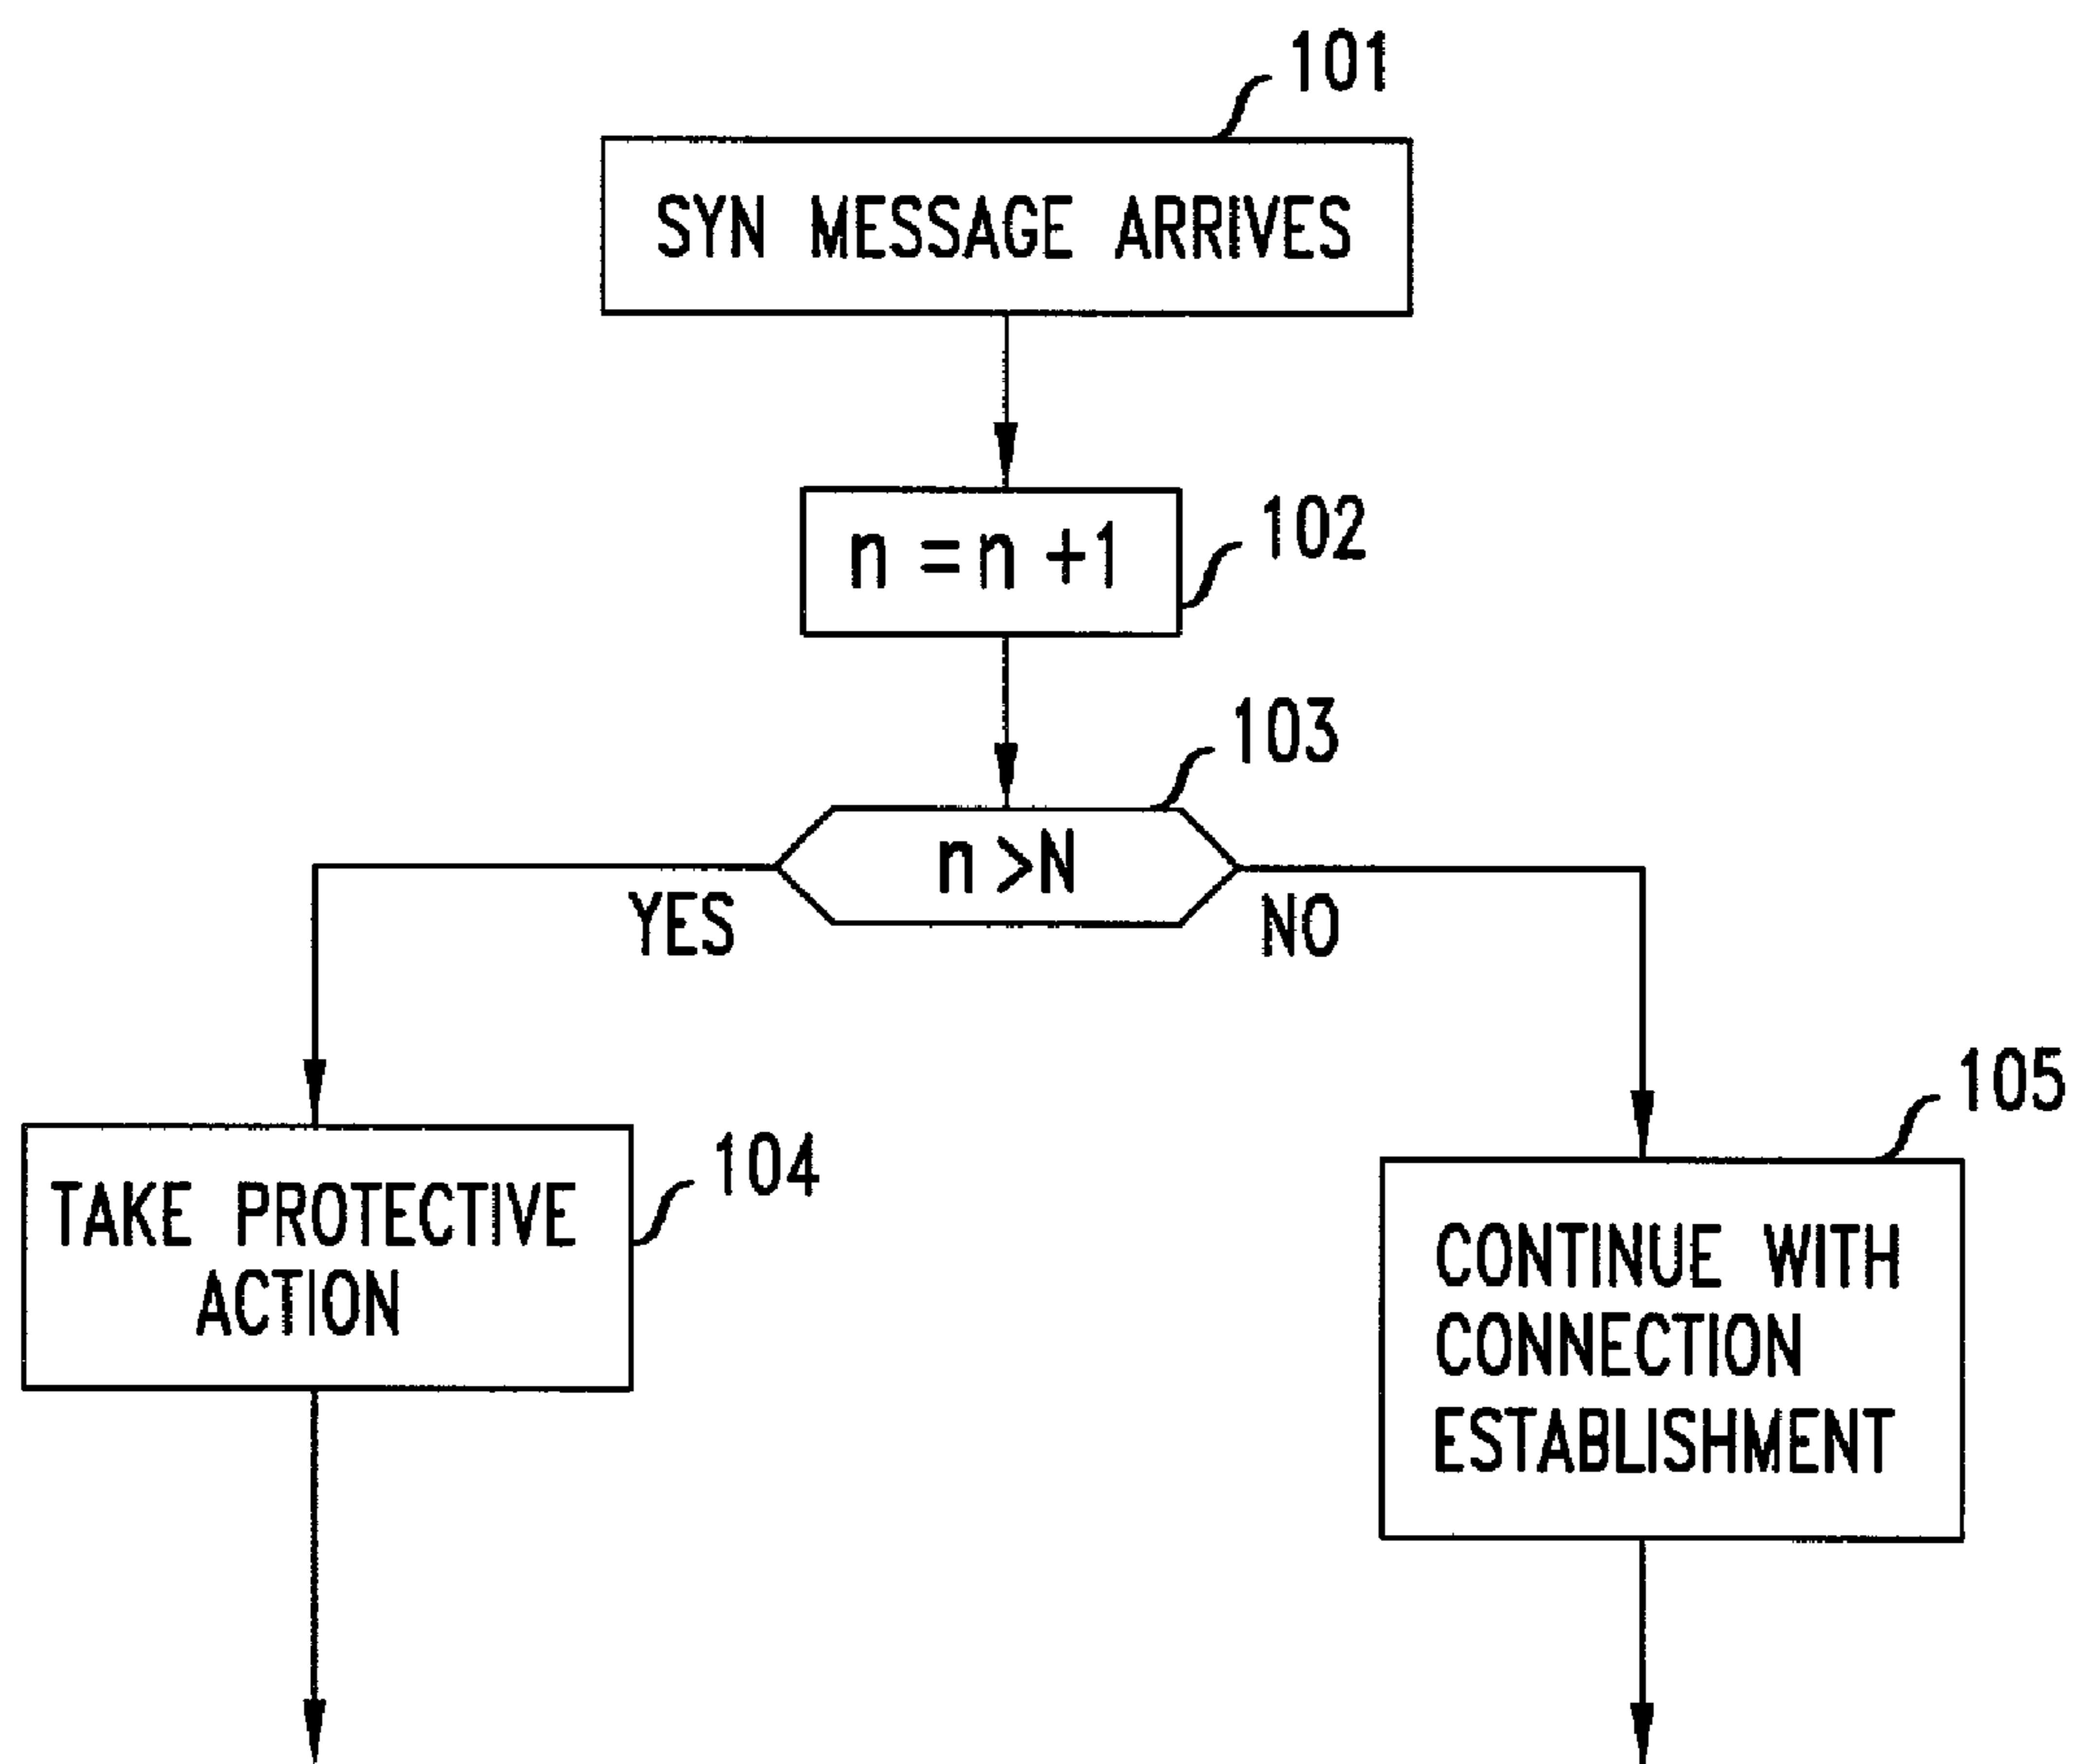 101
SYN MESSAGE ARRIVES
102
n = n +1
103
n >N
YES
NO
104
TAKE PROTECTIVE
ACTION
105
CONTINUE WITH
CONNECTION
ESTABLISHMENT